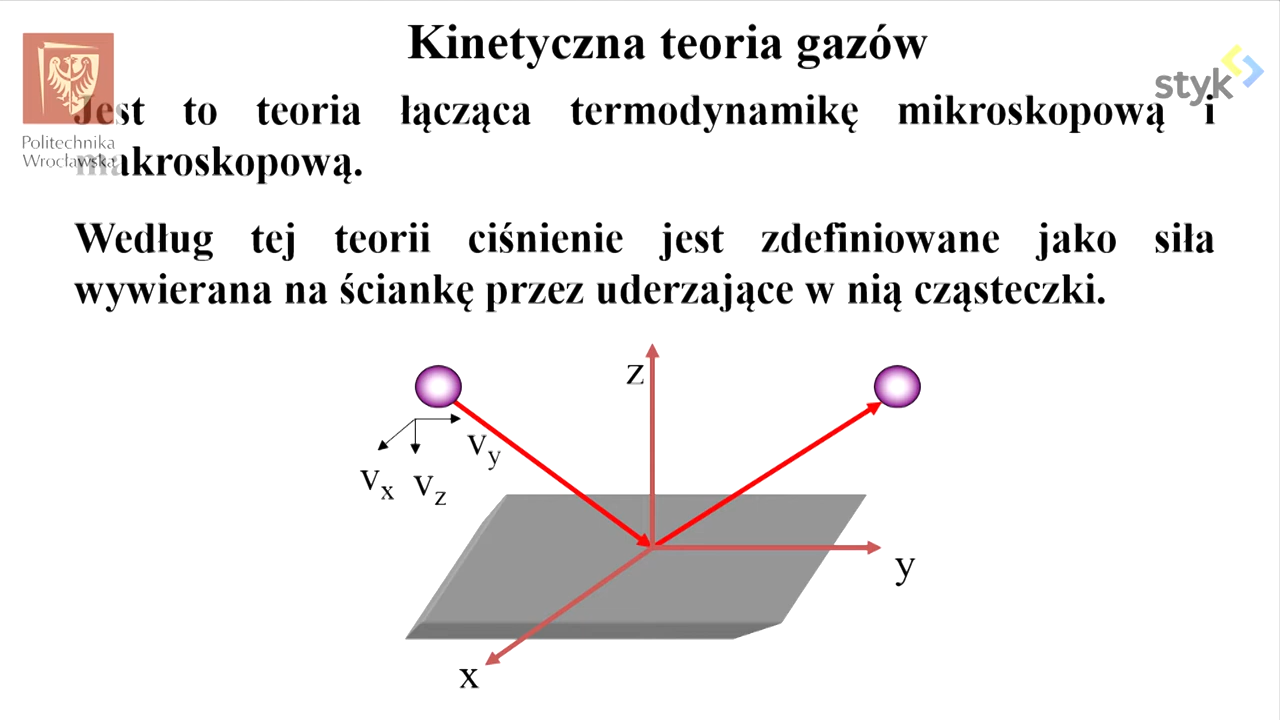 Kinetyczna teoria gazów
styk
Jest to teoria łącząca termodynamikę mikroskopową i
Politechnika
Wrocławska
makroskopową.
Według tej teorii ciśnienie jest zdefiniowane jako siła
wywierana na ściankę przez uderzające w nią cząsteczki.
z
vy
vx vz
y
x